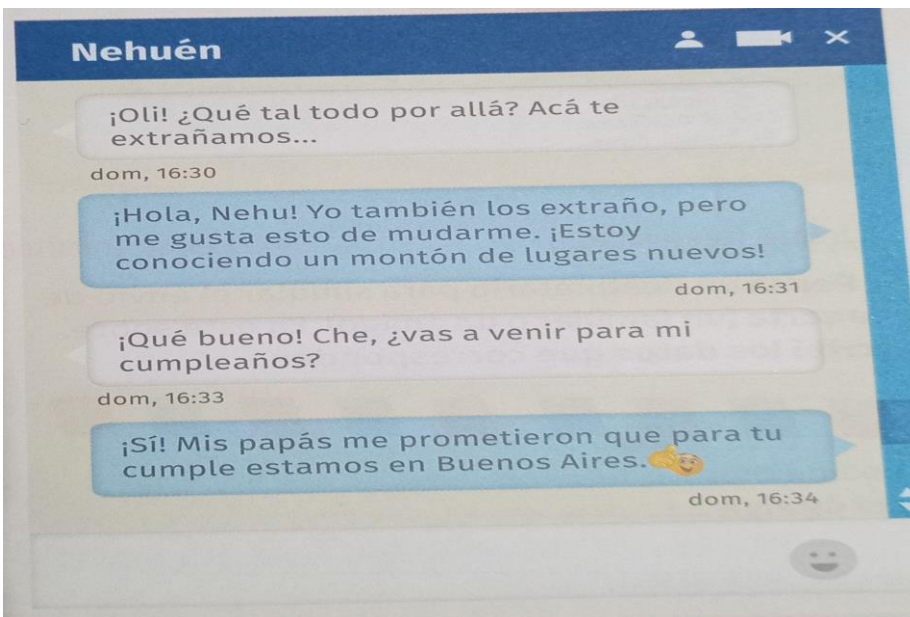 Nehuén
¡Oli! ¿Qué tal todo por allá? Acá te
extrañamos...
dom, 16:30
¡Hola, Nehu! Yo también los extraño, pero
me gusta esto de mudarme. ¡Estoy
conociendo un montón de lugares nuevos!
dom, 16:31
¡Qué bueno! Che, ¿vas a venir para mi
cumpleaños?
dom, 16:33
¡Sí! Mis papás me prometieron que para tu
cumple estamos en Buenos Aires.
dom, 16:34